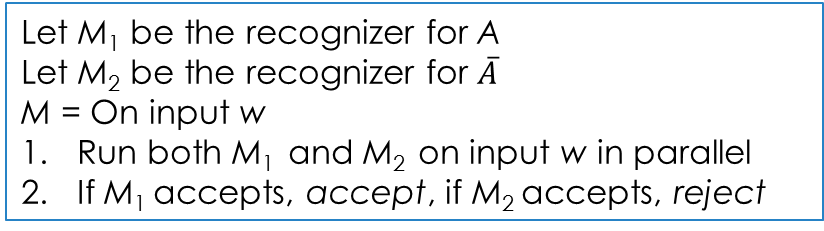 Let M₁ be the recognizer for A
Let M₂ be the recognizer for Ā
M = On input w
1. Run both M₁ and M₂ on input w in parallel
2. If M₁ accepts, accept, if M₂ accepts, reject